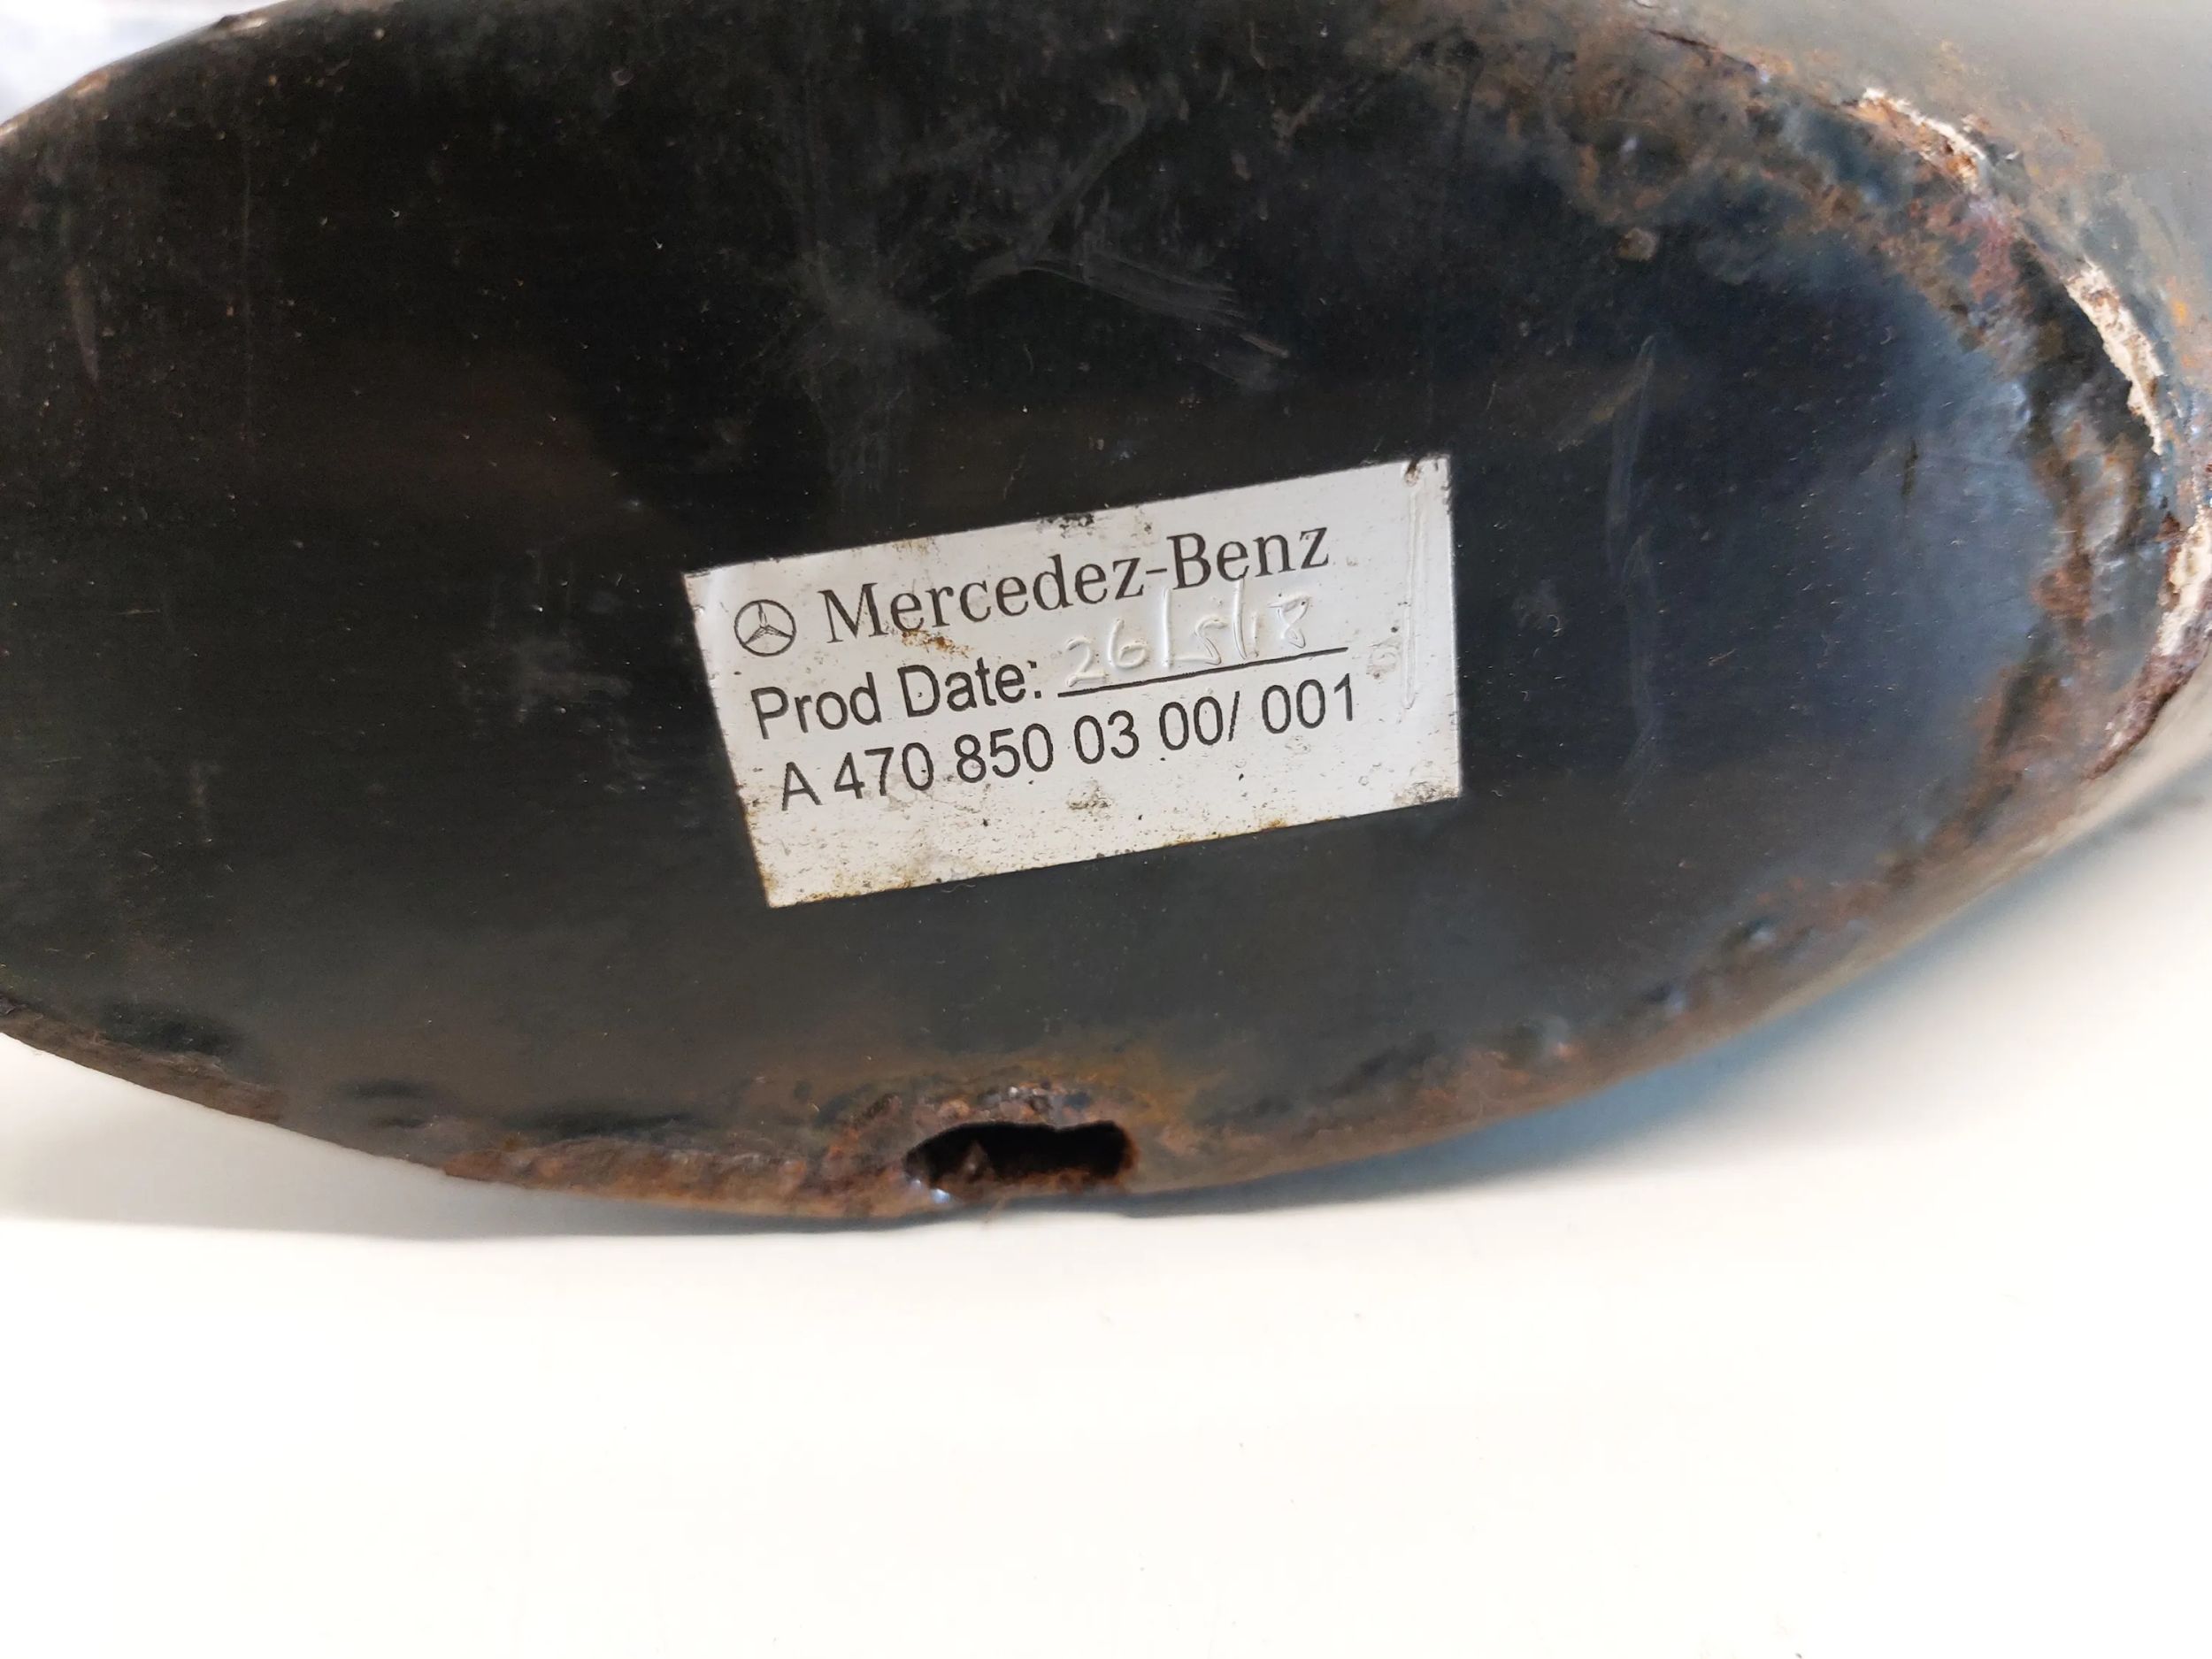 Mercedez-Benz
Prod Date: 26/5/18
A 470 850 03 00/ 001